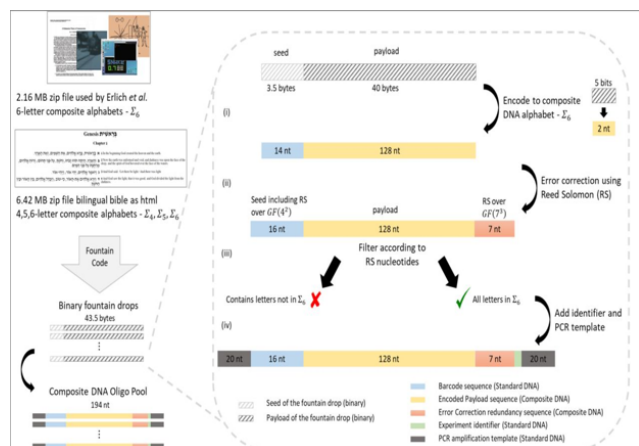 2.16 MB zip file used by Erlich et al.
6-letter composite alphabets - Σ₆
Genesis בְּרֵאשִׁית
Chapter 1
6.42 MB zip file bilingual bible as html
4,5,6-letter composite alphabets - Σ₄, Σ₅, Σ₆
Fountain
Code
Binary fountain drops
43.5 bytes
Composite DNA Oligo Pool
194 nt
seed
payload
3.5 bytes
40 bytes
(i)
Encode to composite
DNA alphabet - Σ₆
5 bits
2 nt
14 nt
128 nt
(ii)
Error correction using
Reed Solomon (RS)
Seed including RS
over GF(4²)
payload
RS over
GF(7³)
16 nt
128 nt
7 nt
(iii)
Filter according to
RS nucleotides
Contains letters not in Σ₆
All letters in Σ₆
(iv)
Add identifier and
PCR template
20 nt
16 nt
128 nt
7 nt
20 nt
Seed of the fountain drop (binary)
Payload of the fountain drop (binary)
Barcode sequence (Standard DNA)
Encoded Payload sequence (Composite DNA)
Error Correction redundancy sequence (Composite DNA)
Experiment identifier (Standard DNA)
PCR amplification template (Standard DNA)